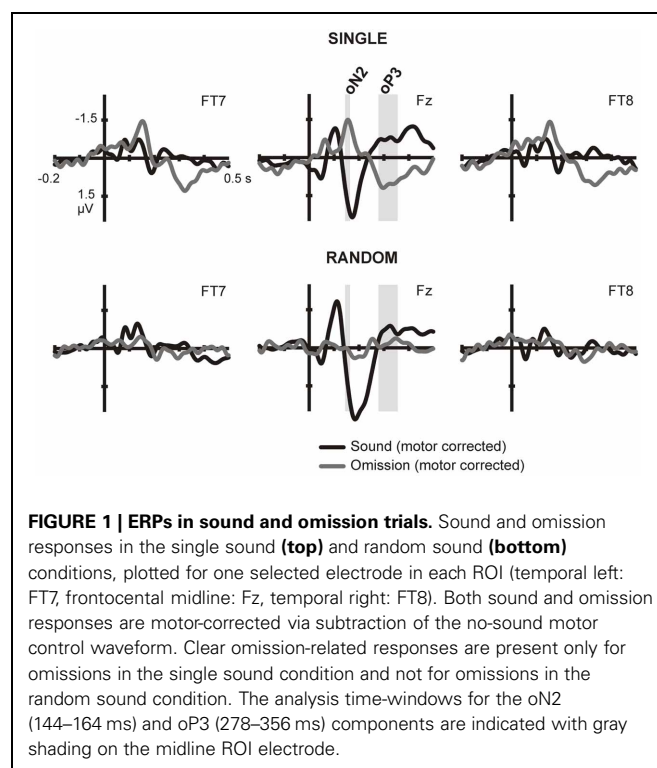 SINGLE
oN2 oP3
FT7 Fz FT8
-1.5
-0.2 0.5 s
1.5
µV
RANDOM
FT7 Fz FT8
Sound (motor corrected)
Omission (motor corrected)
FIGURE 1 | ERPs in sound and omission trials. Sound and omission
responses in the single sound (top) and random sound (bottom)
conditions, plotted for one selected electrode in each ROI (temporal left:
FT7, frontocental midline: Fz, temporal right: FT8). Both sound and omission
responses are motor-corrected via subtraction of the no-sound motor
control waveform. Clear omission-related responses are present only for
omissions in the single sound condition and not for omissions in the
random sound condition. The analysis time-windows for the oN2
(144–164 ms) and oP3 (278–356 ms) components are indicated with gray
shading on the midline ROI electrode.